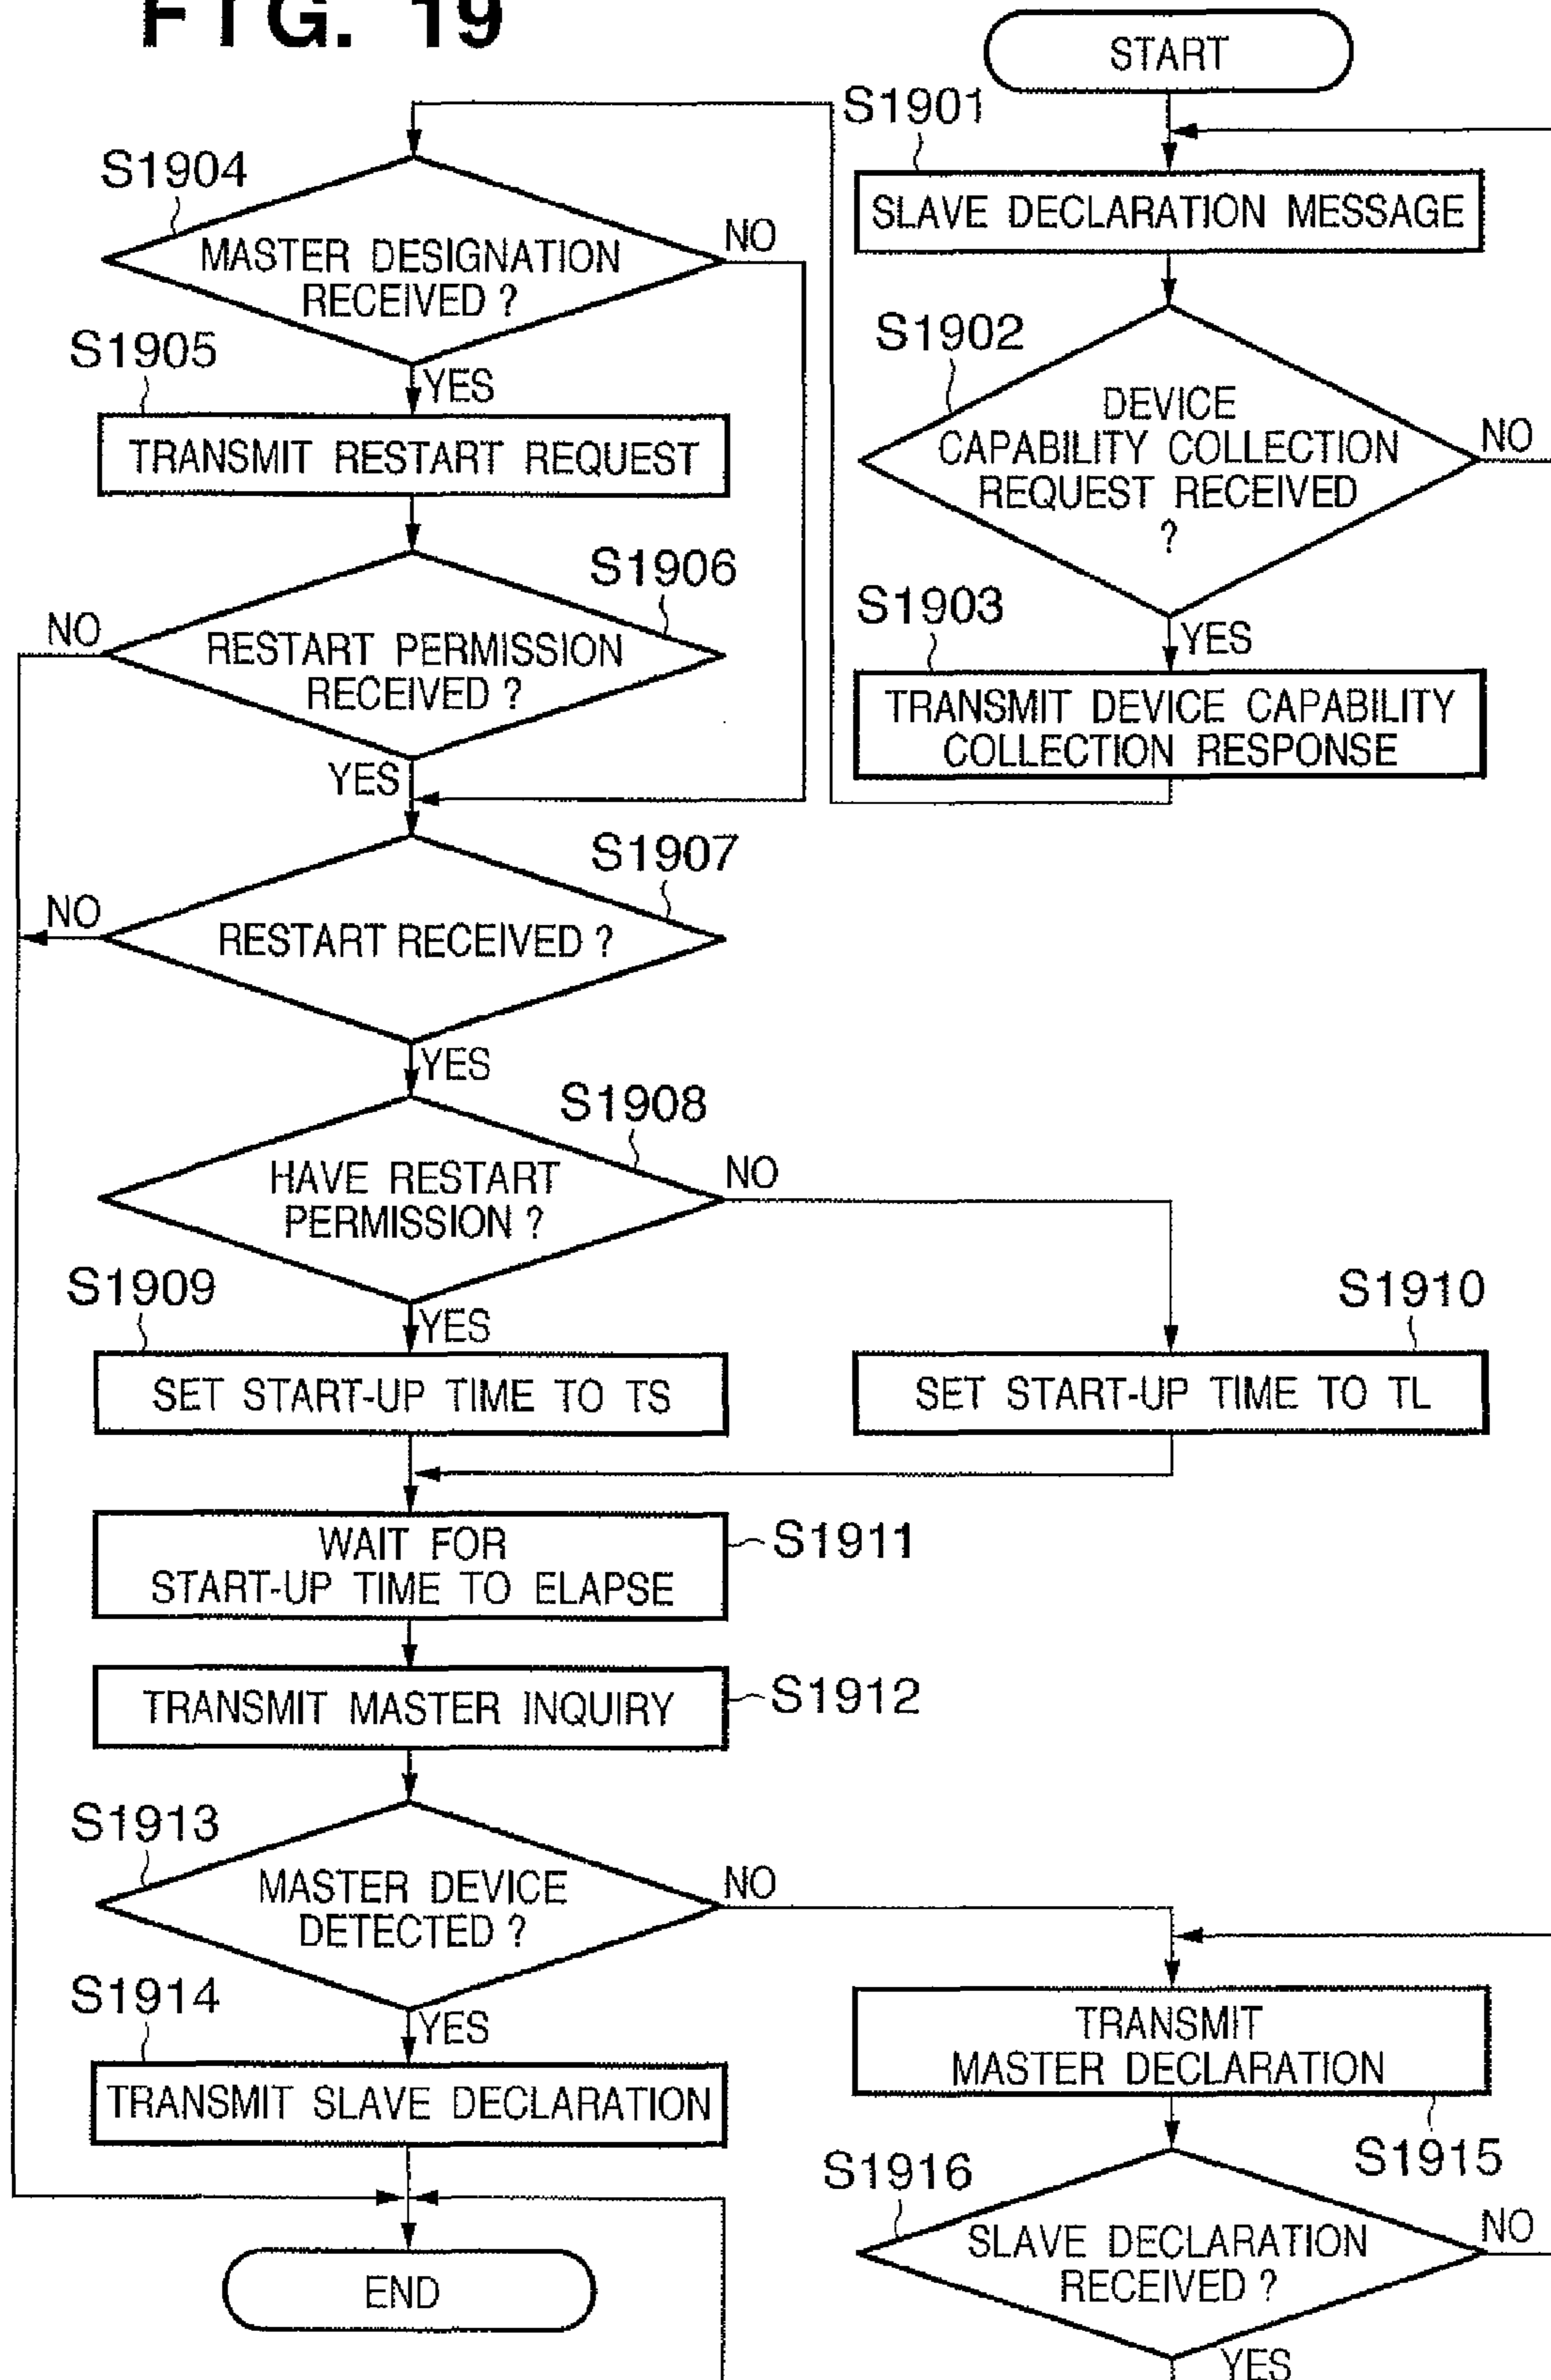 FIG. 19
START
S1901
SLAVE DECLARATION MESSAGE
S1902
DEVICE
CAPABILITY COLLECTION
REQUEST RECEIVED
?
NO
YES
S1903
TRANSMIT DEVICE CAPABILITY
COLLECTION RESPONSE
S1904
MASTER DESIGNATION
RECEIVED ?
NO
YES
S1905
TRANSMIT RESTART REQUEST
S1906
RESTART PERMISSION
RECEIVED ?
NO
YES
S1907
RESTART RECEIVED ?
NO
YES
S1908
HAVE RESTART
PERMISSION ?
NO
YES
S1909
SET START-UP TIME TO TS
S1910
SET START-UP TIME TO TL
WAIT FOR
START-UP TIME TO ELAPSE
S1911
TRANSMIT MASTER INQUIRY
S1912
S1913
MASTER DEVICE
DETECTED ?
NO
YES
S1914
TRANSMIT SLAVE DECLARATION
END
TRANSMIT
MASTER DECLARATION
S1915
S1916
SLAVE DECLARATION
RECEIVED ?
NO
YES